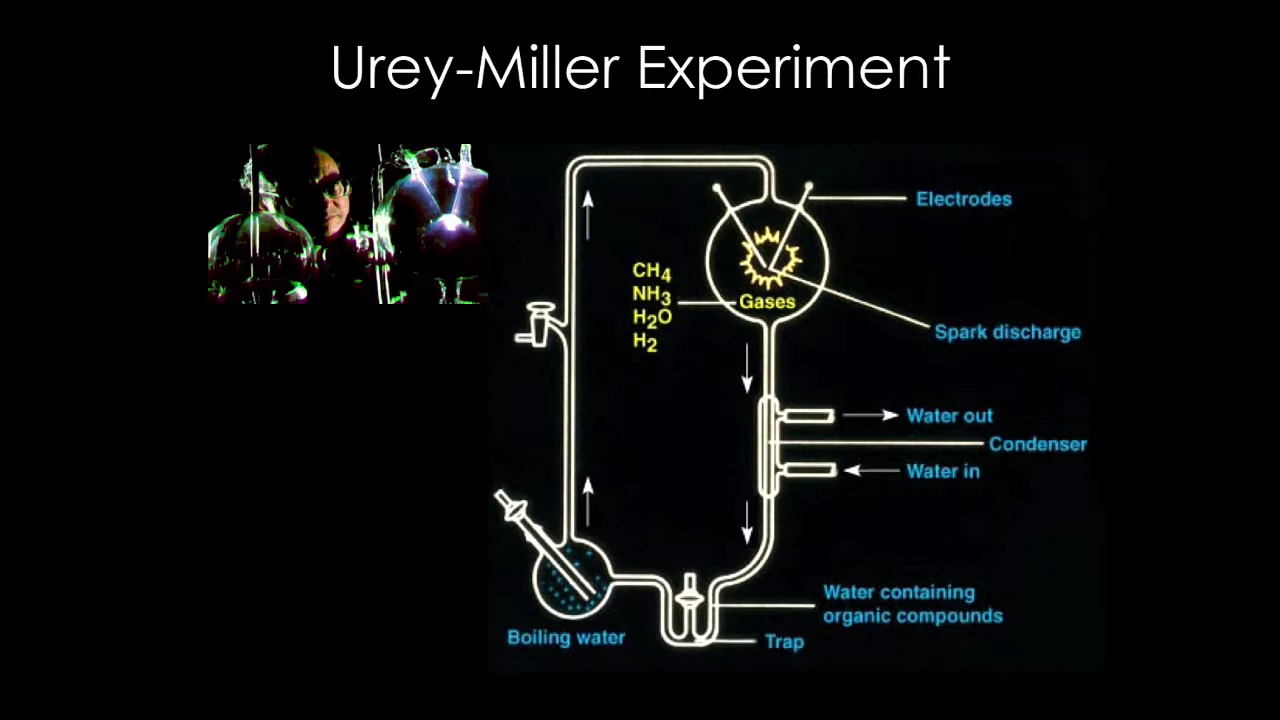 Urey-Miller Experiment
Electrodes
CH4
NH3
H2O
H2
Gases
Spark discharge
Water out
Condenser
Water in
Water containing
organic compounds
Boiling water
Trap